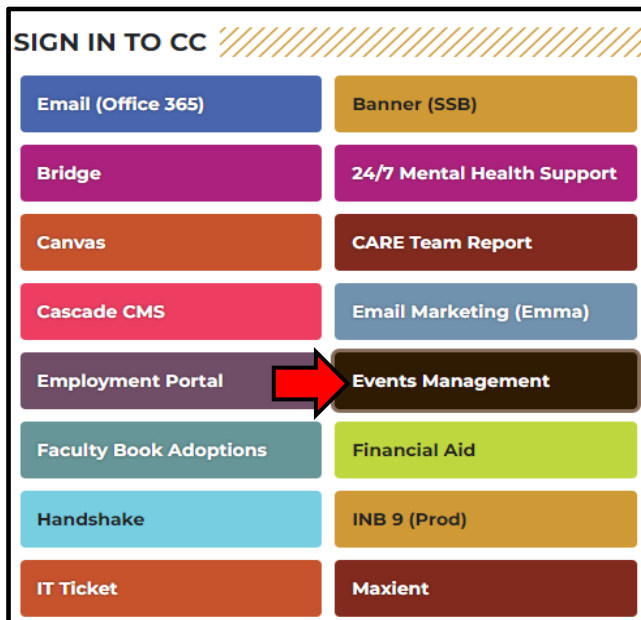 SIGN IN TO CC
Email (Office 365)
Banner (SSB)
Bridge
24/7 Mental Health Support
Canvas
CARE Team Report
Cascade CMS
Email Marketing (Emma)
Employment Portal
Events Management
Faculty Book Adoptions
Financial Aid
Handshake
INB 9 (Prod)
IT Ticket
Maxient